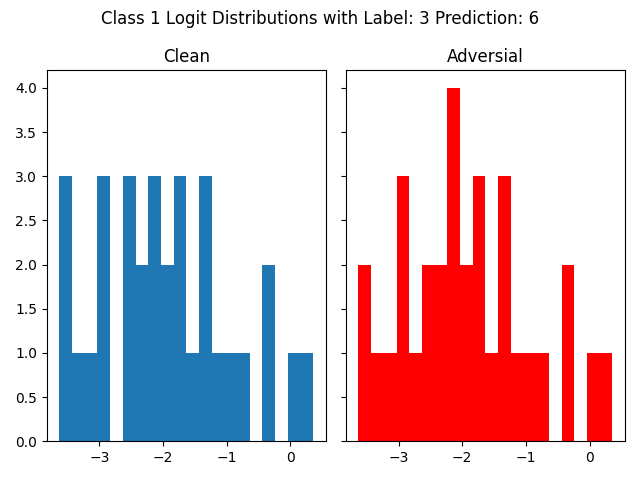 Class 1 Logit Distributions with Label: 3 Prediction: 6
Clean
Adversial
4.0
3.5
3.0
2.5
2.0
1.5
1.0
0.5
0.0
−3 −2 −1 0
−3 −2 −1 0